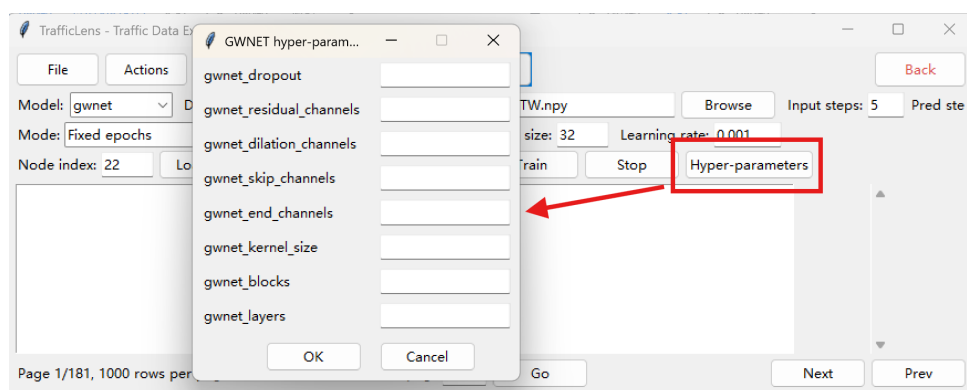 TrafficLens - Traffic Data
GWNET hyper-param...
File Actions Back
Model: gwnet TW.npy Browse Input steps: 5 Pred ste
Mode: Fixed epochs size: 32 Learning rate: 0.001
Node index: 22 Stop Hyper-parameters
gwnet_dropout
gwnet_residual_channels
gwnet_dilation_channels
gwnet_skip_channels
gwnet_end_channels
gwnet_kernel_size
gwnet_blocks
gwnet_layers
OK Cancel
Page 1/181, 1000 rows per Go Next Prev